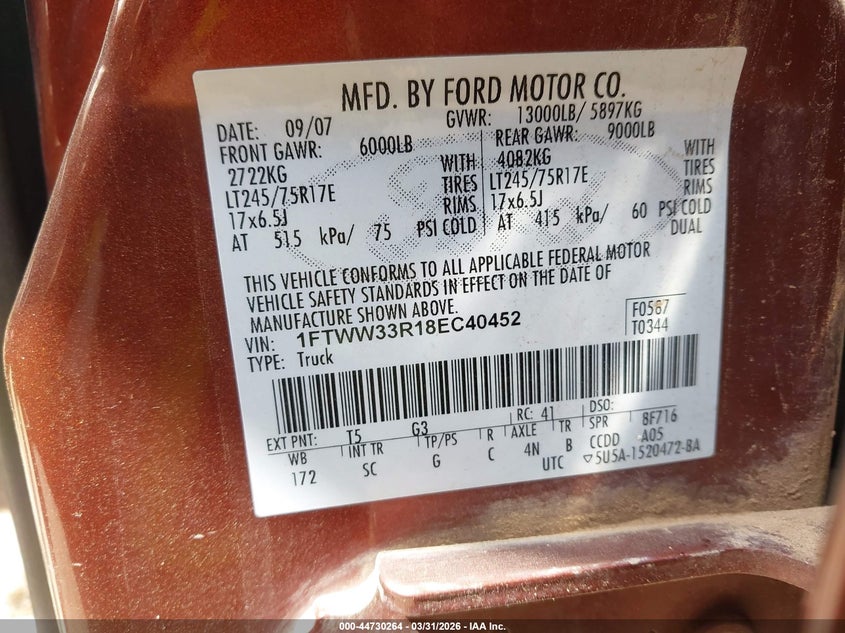 MFD. BY FORD MOTOR CO.
DATE: 09/07 GVWR: 13000LB/ 5897KG
FRONT GAWR: 6000LB REAR GAWR: 9000LB
2722KG WITH 4082KG WITH
LT245/75R17E TIRES LT245/75R17E TIRES
17x6.5J RIMS 17x6.5J RIMS
AT 515 kPa/ 75 PSI COLD AT 415 kPa/ 60 PSI COLD
DUAL
THIS VEHICLE CONFORMS TO ALL APPLICABLE FEDERAL MOTOR
VEHICLE SAFETY STANDARDS IN EFFECT ON THE DATE OF
MANUFACTURE SHOWN ABOVE.
VIN: 1FTWW33R18EC40452 F0587
TYPE: Truck T0344
EXT PNT: T5 G3 RC: 41 DSO:
WB INT TR TP/PS R AXLE TR SPR 8F716
172 SC G C 4N B CCDD A05
UTC ▽5U5A-1520472-BA
000-44730264 - 03/31/2026 - IAA Inc.